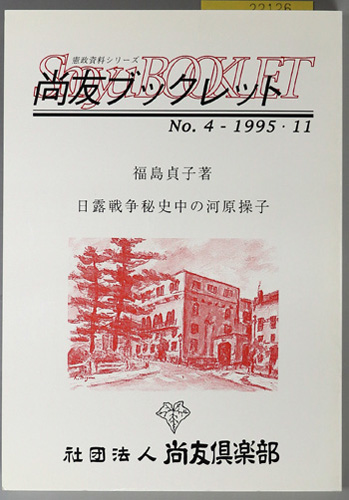 22126
憲政資料シリーズ
Shoyu BOOKLET
尚友ブックレット
No. 4 - 1995・11
福島貞子著
日露戦争秘史中の河原操子
社団法人 尚友倶楽部